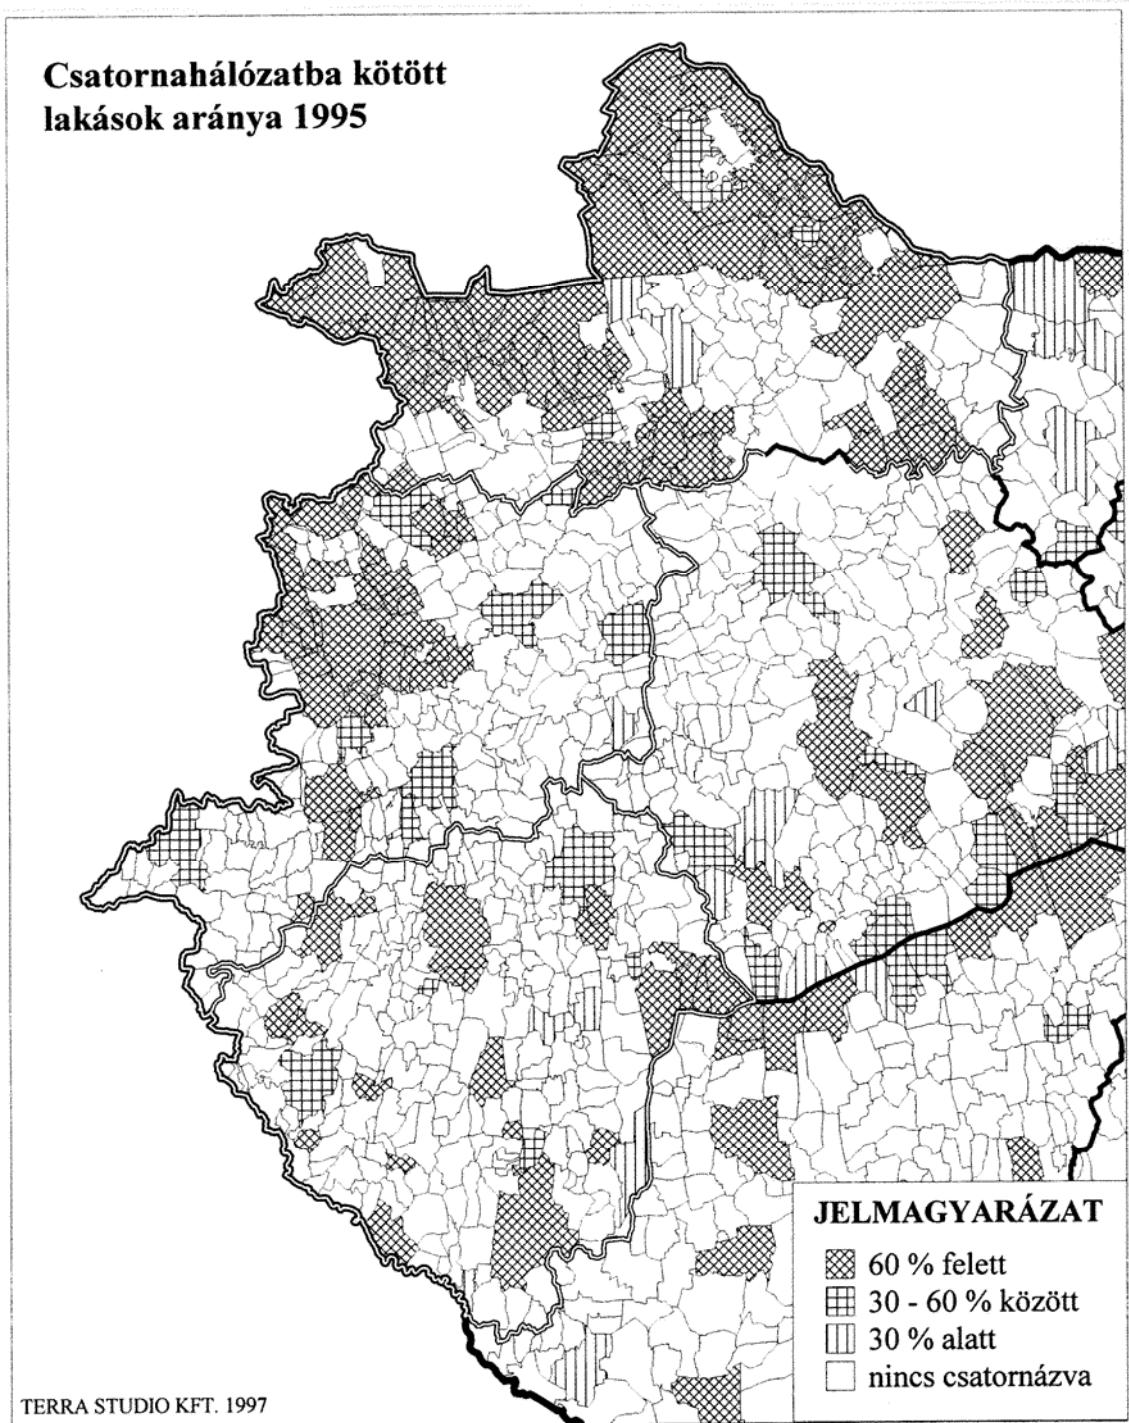 Csatornahálózatba kötött
lakások aránya 1995
JELMAGYARÁZAT
60 % felett
30 - 60 % között
30 % alatt
nincs csatornázva
TERRA STUDIO KFT. 1997